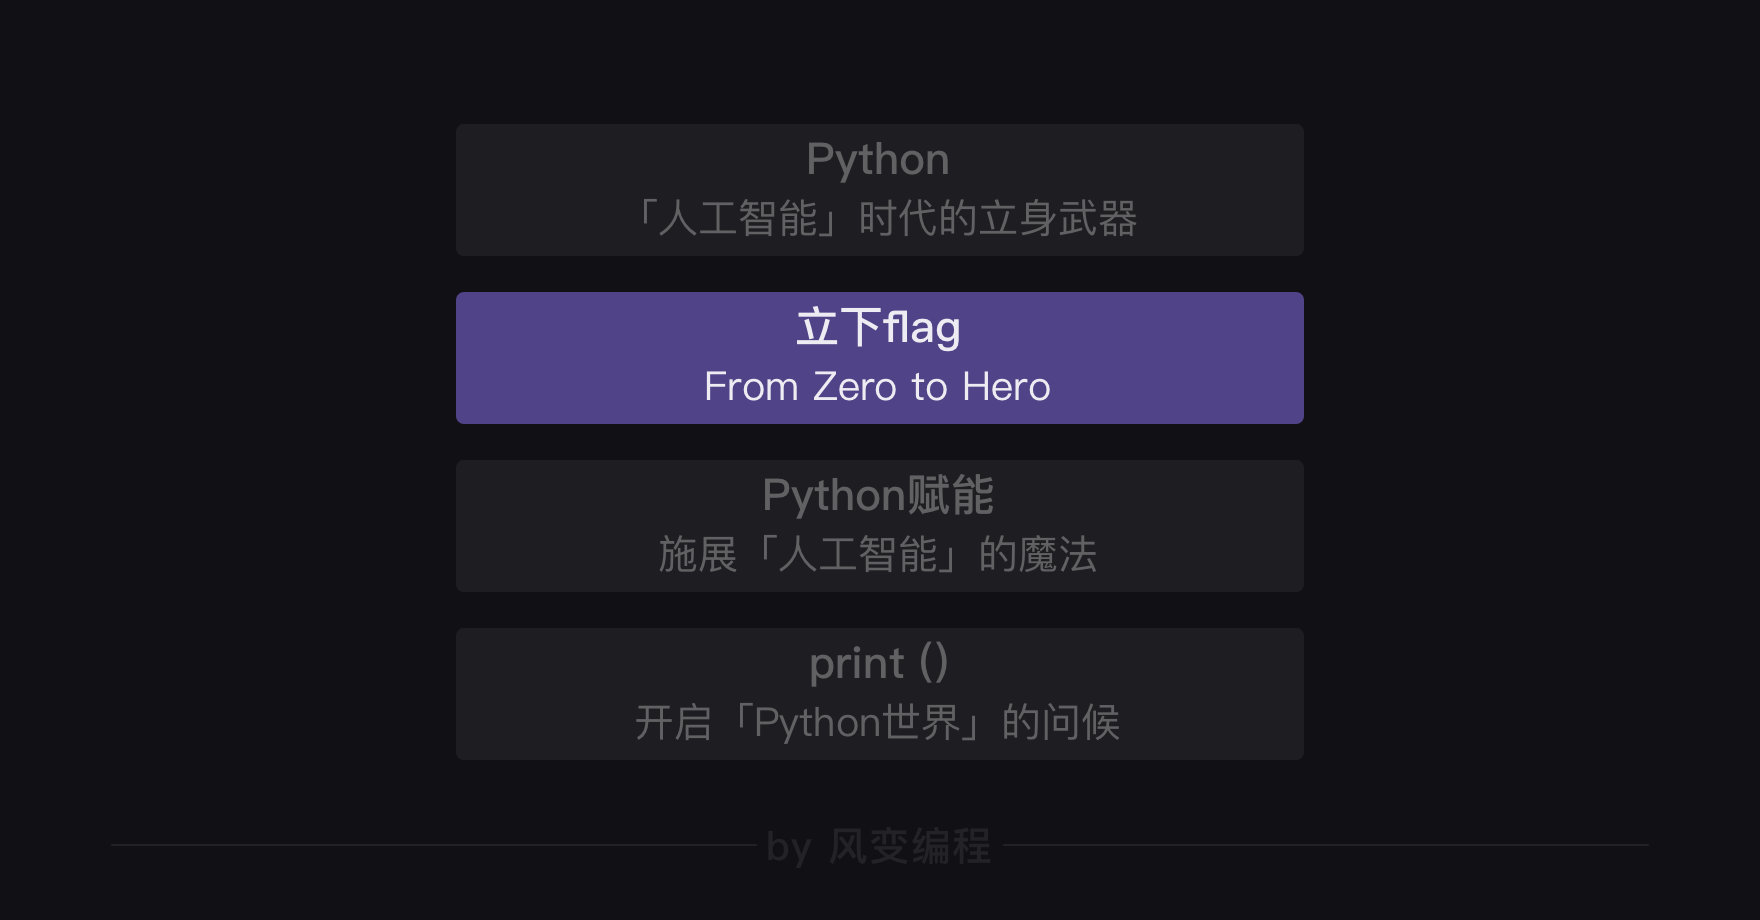 Python
「人工智能」时代的立身武器
立下flag
From Zero to Hero
Python赋能
施展「人工智能」的魔法
print ()
开启「Python世界」的问候
by 风变编程